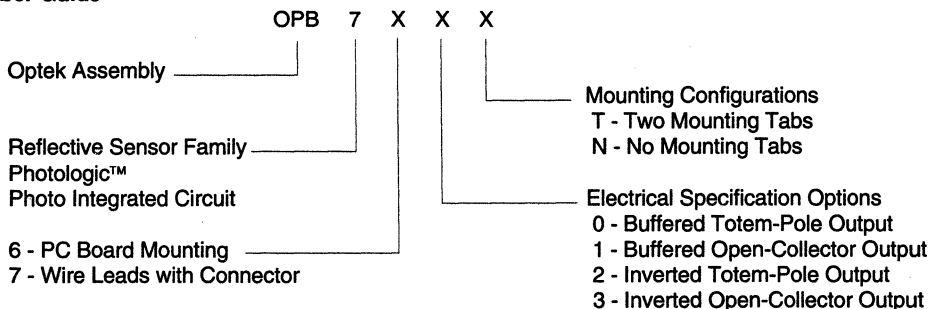 Guide
OPB 7 X X X
Optek Assembly
Mounting Configurations
T - Two Mounting Tabs
N - No Mounting Tabs
Reflective Sensor Family
Photologic™
Photo Integrated Circuit
Electrical Specification Options
0 - Buffered Totem-Pole Output
1 - Buffered Open-Collector Output
2 - Inverted Totem-Pole Output
3 - Inverted Open-Collector Output
6 - PC Board Mounting
7 - Wire Leads with Connector